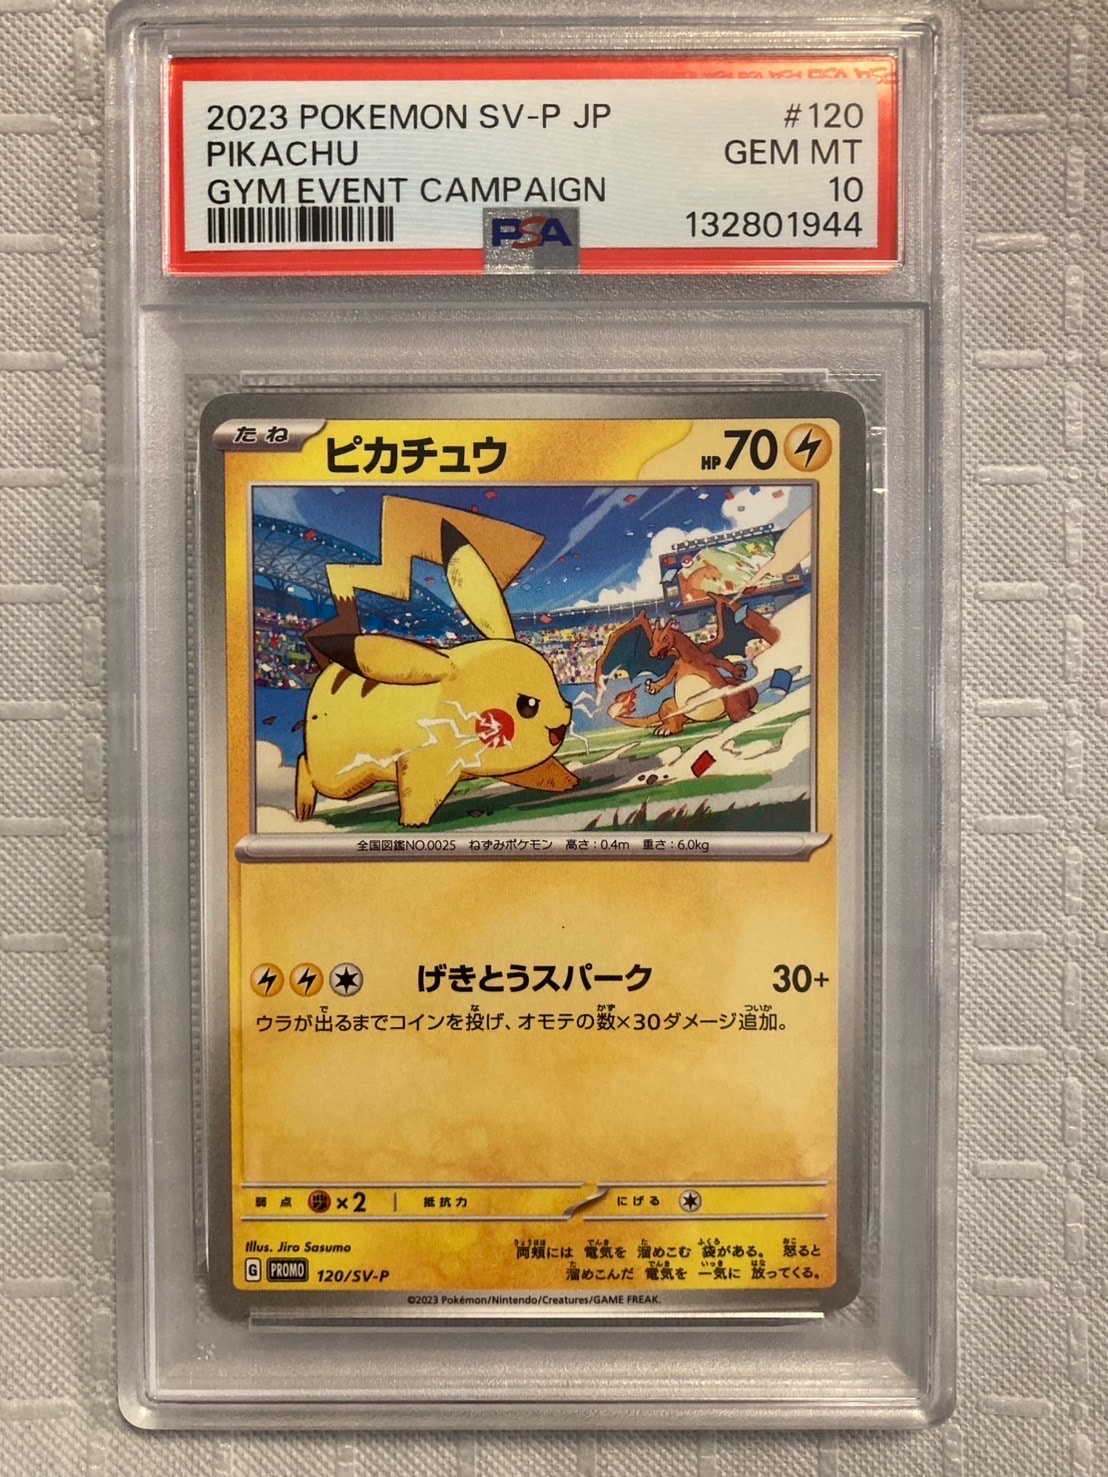 2023 POKEMON SV-P JP #120
PIKACHU GEM MT
GYM EVENT CAMPAIGN 10
PSA 132801944
たね ピカチュウ HP70
全国図鑑NO.0025 ねずみポケモン 高さ:0.4m 重さ:6.0kg
げきとうスパーク 30+
ウラが出るまでコインを投げ、オモテの数×30ダメージ追加。
弱点 ×2 抵抗力 にげる
Illus. Jiro Sasumo
両頬には 電気を 溜めこむ 袋がある。 怒ると
溜めこんだ 電気を 一気に 放ってくる。
G PROMO 120/SV-P
©2023 Pokémon/Nintendo/Creatures/GAME FREAK.